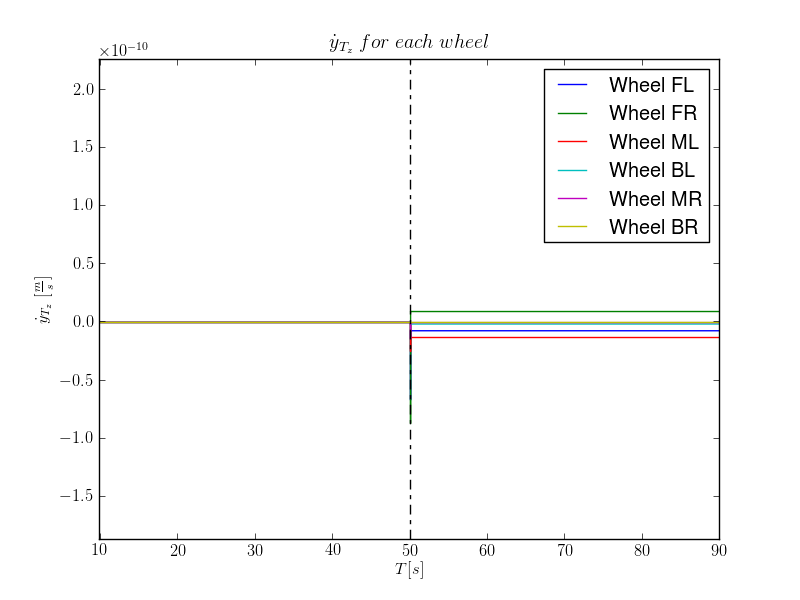 ẏ_{T_z} for each wheel
×10⁻¹⁰
2.0
1.5
1.0
0.5
0.0
−0.5
−1.0
−1.5
ẏ_{T_z} [m/s]
10 20 30 40 50 60 70 80 90
T[s]
Wheel FL
Wheel FR
Wheel ML
Wheel BL
Wheel MR
Wheel BR